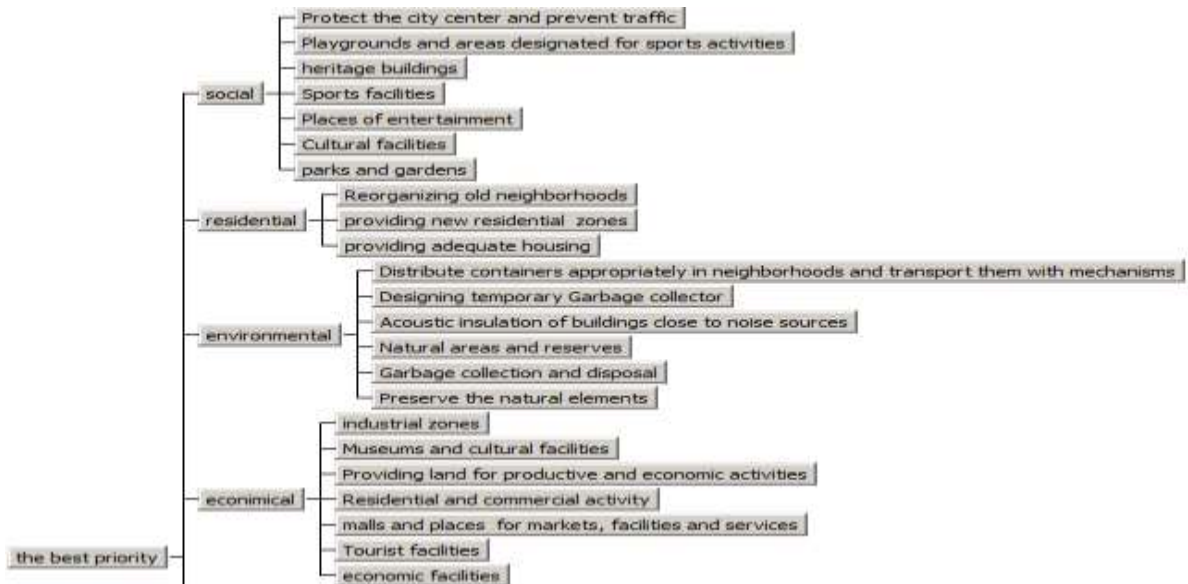 Protect the city center and prevent traffic
Playgrounds and areas designated for sports activities
heritage buildings
social
Sports facilities
Places of entertainment
Cultural facilities
parks and gardens
Reorganizing old neighborhoods
residential
providing new residential zones
providing adequate housing
Distribute containers appropriately in neighborhoods and transport them with mechanisms
Designing temporary Garbage collector
Acoustic insulation of buildings close to noise sources
environmental
Natural areas and reserves
Garbage collection and disposal
Preserve the natural elements
industrial zones
Museums and cultural facilities
Providing land for productive and economic activities
econimical
Residential and commercial activity
malls and places for markets, facilities and services
Tourist facilities
the best priority
economic facilities